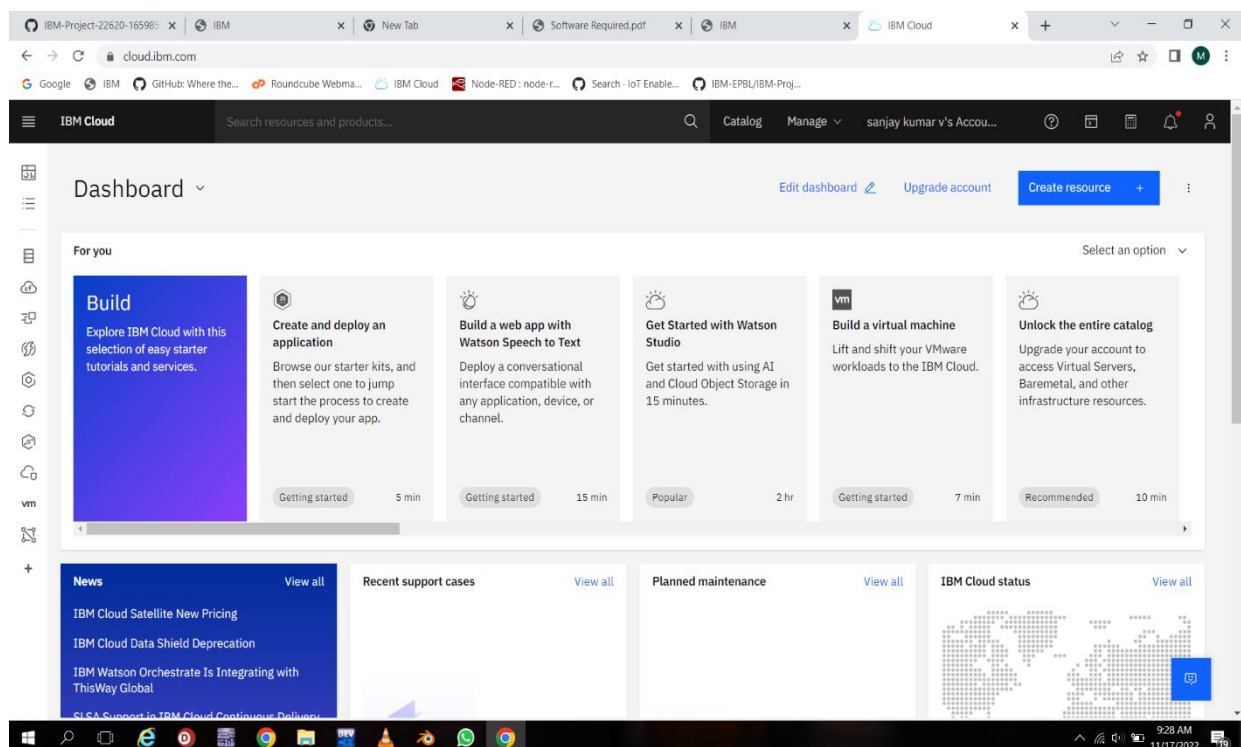 IBM-Project-22620-165985
IBM
New Tab
Software Required.pdf
IBM
IBM Cloud
cloud.ibm.com
M
Google
IBM
GitHub: Where the...
Roundcube Webma...
IBM Cloud
Node-RED : node-r...
Search · IoT Enable...
IBM-EPBL/IBM-Proj...
IBM Cloud
Search resources and products...
Catalog
Manage
sanjay kumar v's Accou...
Dashboard
Edit dashboard
Upgrade account
Create resource +
For you
Select an option
Build
Explore IBM Cloud with this
selection of easy starter
tutorials and services.
Create and deploy an
application
Browse our starter kits, and
then select one to jump
start the process to create
and deploy your app.
Getting started 5 min
Build a web app with
Watson Speech to Text
Deploy a conversational
interface compatible with
any application, device, or
channel.
Getting started 15 min
Get Started with Watson
Studio
Get started with using AI
and Cloud Object Storage in
15 minutes.
Popular 2 hr
vm
Build a virtual machine
Lift and shift your VMware
workloads to the IBM Cloud.
Getting started 7 min
Unlock the entire catalog
Upgrade your account to
access Virtual Servers,
Baremetal, and other
infrastructure resources.
Recommended 10 min
vm
News View all
IBM Cloud Satellite New Pricing
IBM Cloud Data Shield Deprecation
IBM Watson Orchestrate Is Integrating with
ThisWay Global
SLSA Support in IBM Cloud Continuous Delivery
Recent support cases View all
Planned maintenance View all
IBM Cloud status View all
DEV
9:28 AM
11/17/2022
19